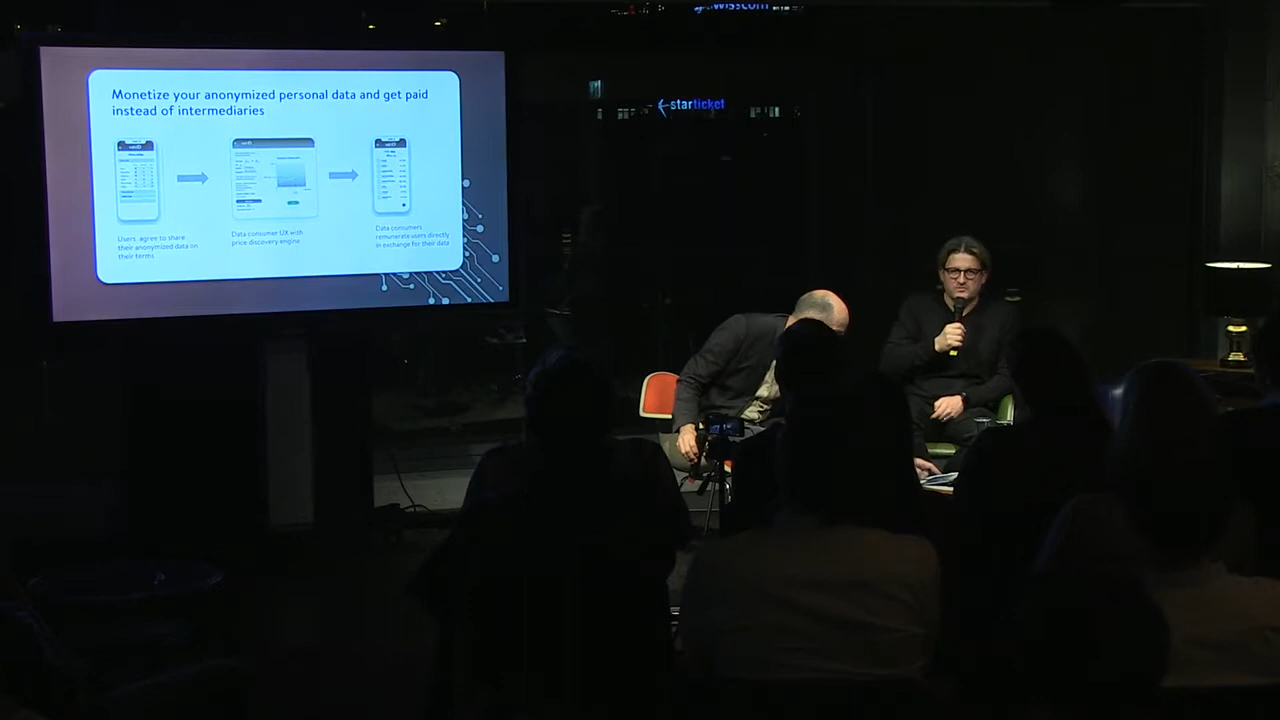 swisscom
starticket
Monetize your anonymized personal data and get paid
instead of intermediaries
Users agree to share
their anonymized data on
their terms
Data consumer UX with
price discovery engine
Data consumers
remunerate users directly
in exchange for their data